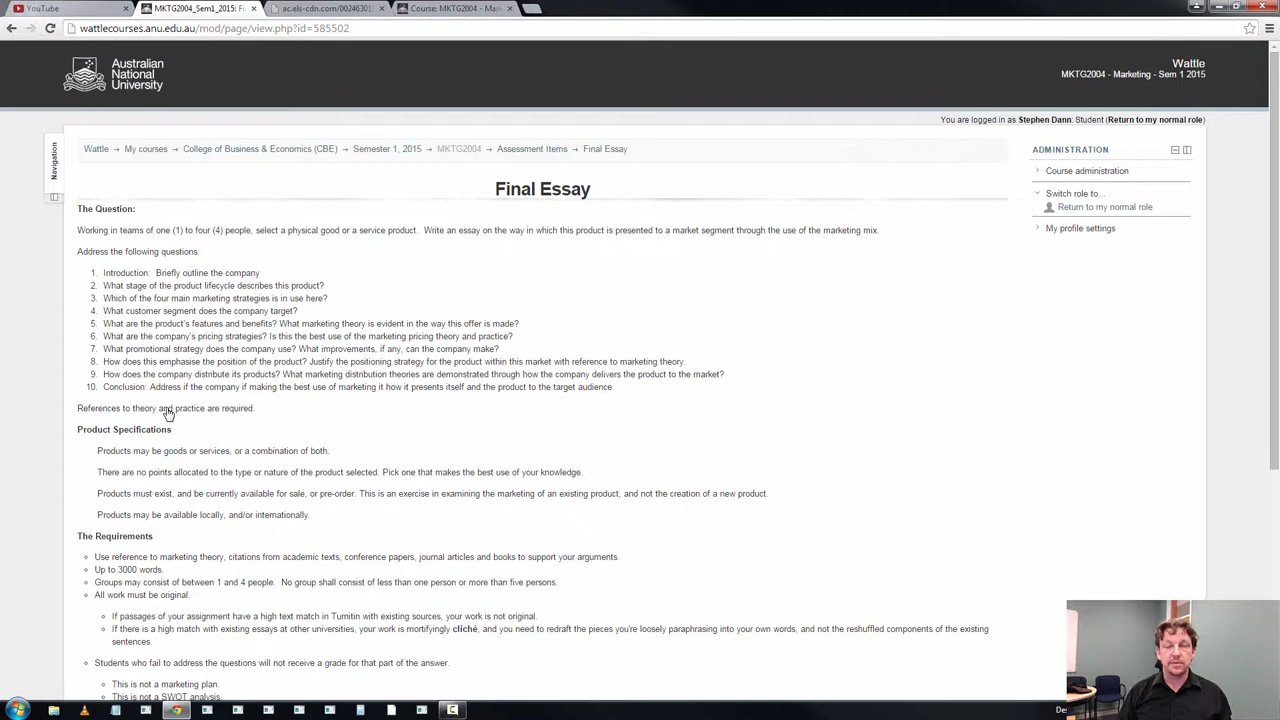 YouTube
MKTG2004_Sem1_2015: Fi
ac.els-cdn.com/00246301
Course: MKTG2004 - Mark
wattlecourses.anu.edu.au/mod/page/view.php?id=585502
Australian
National
University
Wattle
MKTG2004 - Marketing - Sem 1 2015
You are logged in as Stephen Dann: Student (Return to my normal role)
Navigation
Wattle → My courses → College of Business & Economics (CBE) → Semester 1, 2015 → MKTG2004 → Assessment Items → Final Essay
ADMINISTRATION
Course administration
Switch role to...
Return to my normal role
My profile settings
Final Essay
The Question:
Working in teams of one (1) to four (4) people, select a physical good or a service product. Write an essay on the way in which this product is presented to a market segment through the use of the marketing mix.
Address the following questions:
1. Introduction: Briefly outline the company
2. What stage of the product lifecycle describes this product?
3. Which of the four main marketing strategies is in use here?
4. What customer segment does the company target?
5. What are the product's features and benefits? What marketing theory is evident in the way this offer is made?
6. What are the company's pricing strategies? Is this the best use of the marketing pricing theory and practice?
7. What promotional strategy does the company use? What improvements, if any, can the company make?
8. How does this emphasise the position of the product? Justify the positioning strategy for the product within this market with reference to marketing theory.
9. How does the company distribute its products? What marketing distribution theories are demonstrated through how the company delivers the product to the market?
10. Conclusion: Address if the company if making the best use of marketing it how it presents itself and the product to the target audience
References to theory and practice are required.
Product Specifications
Products may be goods or services, or a combination of both.
There are no points allocated to the type or nature of the product selected. Pick one that makes the best use of your knowledge.
Products must exist, and be currently available for sale, or pre-order. This is an exercise in examining the marketing of an existing product, and not the creation of a new product.
Products may be available locally, and/or internationally.
The Requirements
Use reference to marketing theory, citations from academic texts, conference papers, journal articles and books to support your arguments.
Up to 3000 words.
Groups may consist of between 1 and 4 people. No group shall consist of less than one person or more than five persons.
All work must be original.
If passages of your assignment have a high text match in Turnitin with existing sources, your work is not original.
If there is a high match with existing essays at other universities, your work is mortifyingly cliché, and you need to redraft the pieces you're loosely paraphrasing into your own words, and not the reshuffled components of the existing
sentences.
Students who fail to address the questions will not receive a grade for that part of the answer.
This is not a marketing plan.
This is not a SWOT analysis.